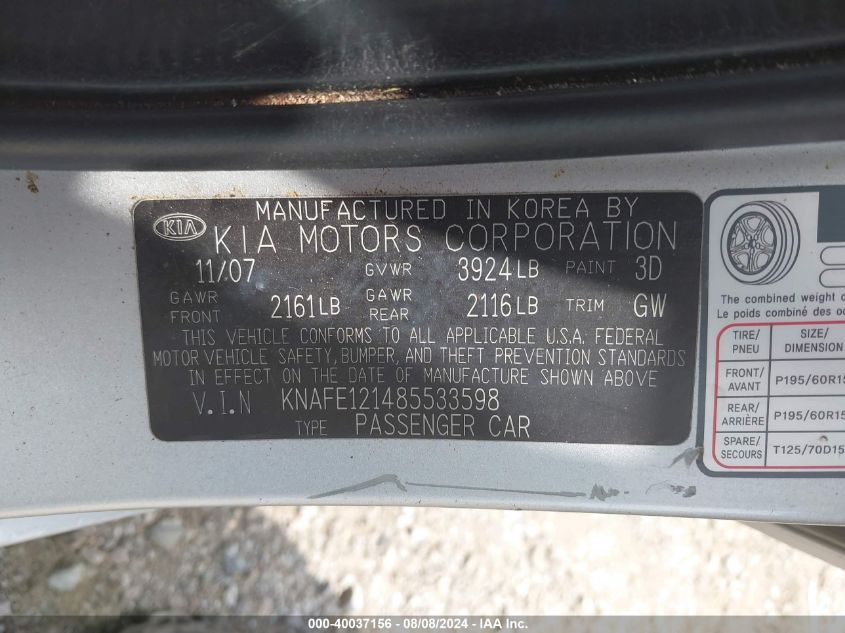 MANUFACTURED IN KOREA BY
KIA KIA MOTORS CORPORATION
11/07 GVWR 3924LB PAINT 3D
GAWR FRONT 2161LB GAWR REAR 2116LB TRIM GW
THIS VEHICLE CONFORMS TO ALL APPLICABLE U.S.A. FEDERAL
MOTOR VEHICLE SAFETY, BUMPER, AND THEFT PREVENTION STANDARDS
IN EFFECT ON THE DATE OF MANUFACTURE SHOWN ABOVE
V.I.N KNAFE121485533598
TYPE PASSENGER CAR
The combined weight
Le poids combiné des
TIRE/ PNEU SIZE/ DIMENSION
FRONT/ AVANT P195/60R15
REAR/ ARRIÈRE P195/60R15
SPARE/ SECOURS T125/70D15
000-40037156 - 08/08/2024 - COPART USE,